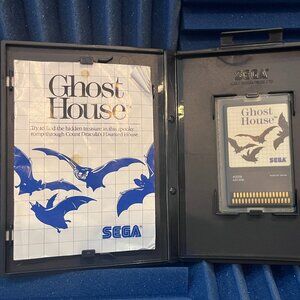 Ghost
House
Try to find the hidden treasure in this spooky
romp through Count Dracula's Haunted House.
SEGA
SEGA
Ghost
House
SEGA